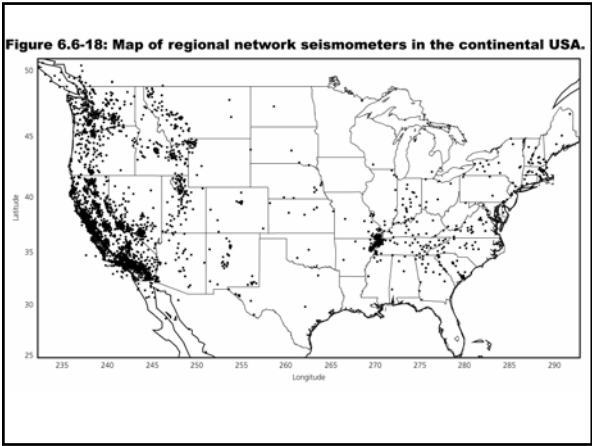 Figure 6.6-18: Map of regional network seismometers in the continental USA.
50
45
40
35
30
25
Latitude
235 240 245 250 255 260 265 270 275 280 285 290
Longitude